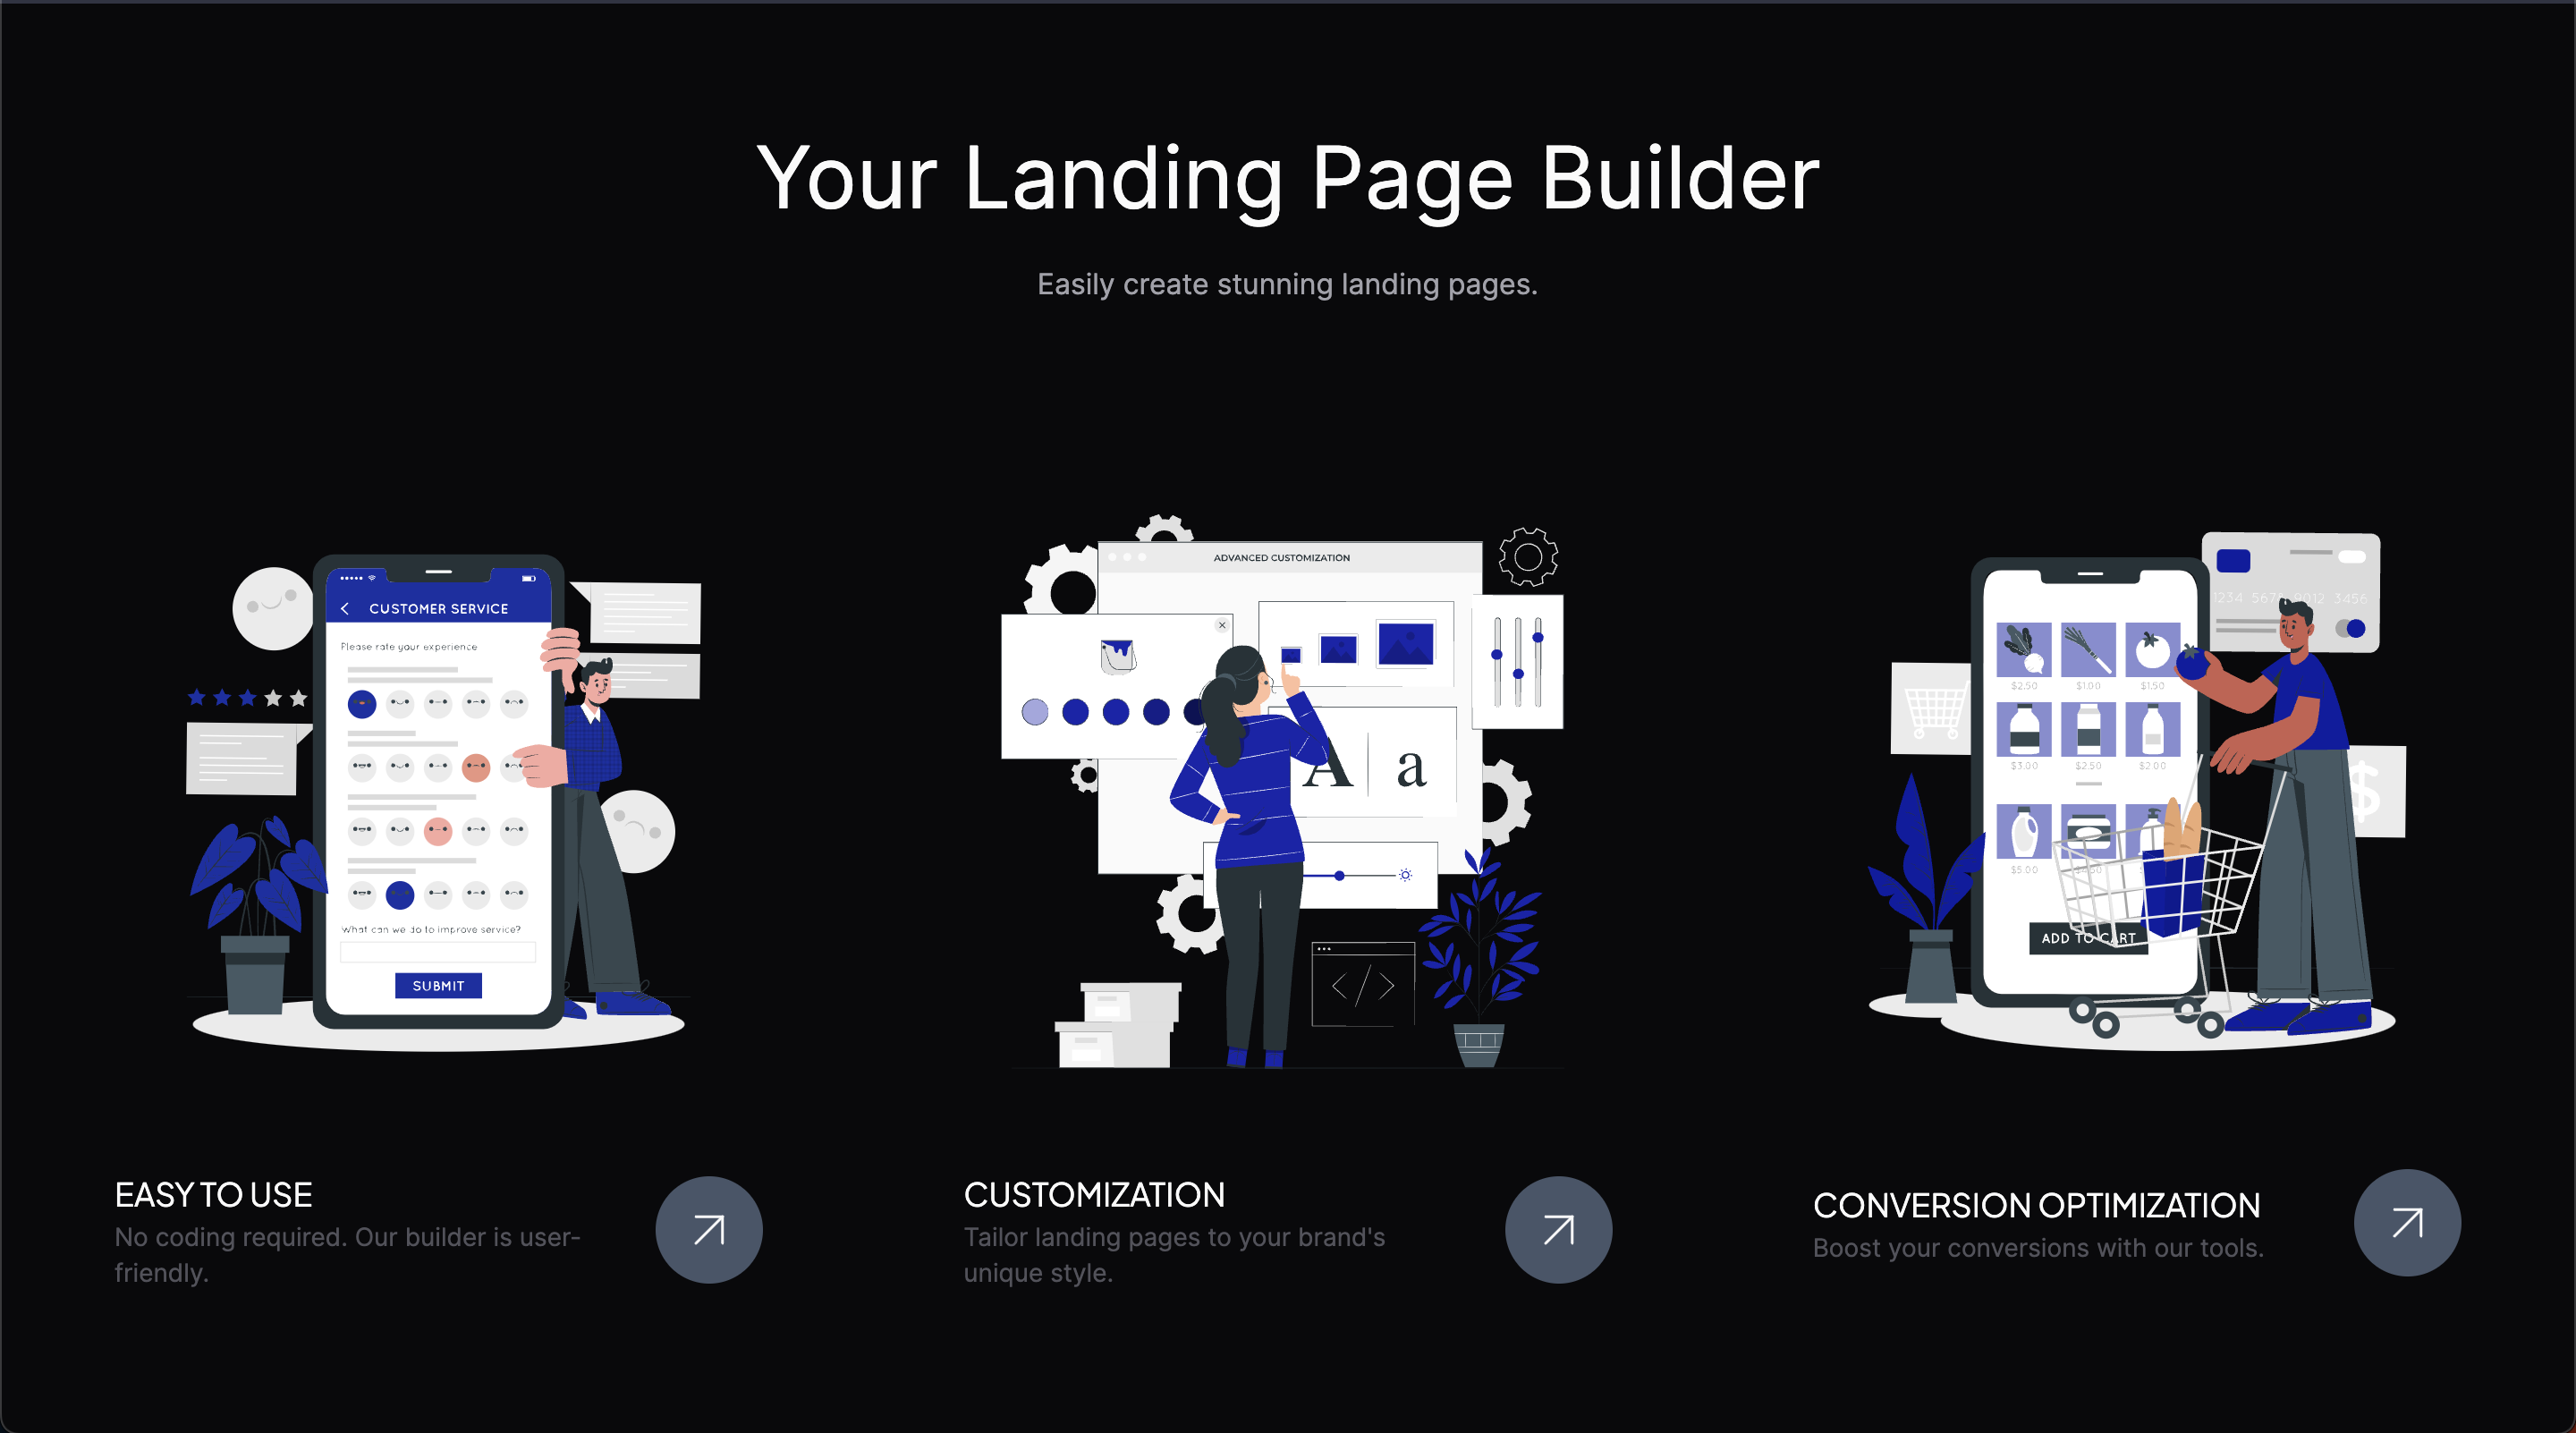 Your Landing Page Builder
Easily create stunning landing pages.
CUSTOMER SERVICE
Please rate your experience
What can we do to improve service?
SUBMIT
ADVANCED CUSTOMIZATION
A a
</>
1234 5678 9012 3456
$2.50 $1.00 $1.50
$3.00 $2.50 $2.00
$
$5.00
ADD TO CART
EASY TO USE
No coding required. Our builder is user-
friendly.
CUSTOMIZATION
Tailor landing pages to your brand's
unique style.
CONVERSION OPTIMIZATION
Boost your conversions with our tools.